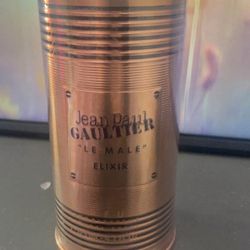 Jean Paul
GAULTIER
"LE MALE"
ELIXIR